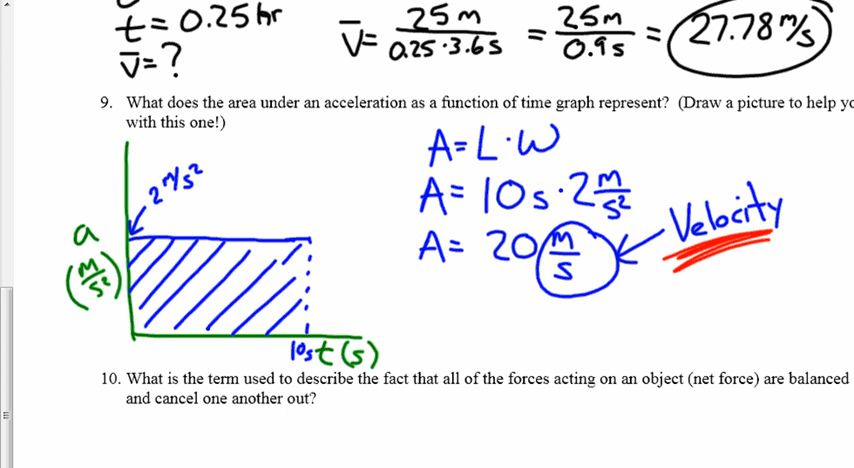 t = 0.25 hr
v̅ = ?
v̅ = 25 m / 0.25 · 3.6 s = 25 m / 0.9 s = 27.78 m/s
9. What does the area under an acceleration as a function of time graph represent? (Draw a picture to help yo
with this one!)
2 m/s²
a
(m/s²)
10s
t (s)
A = L · W
A = 10 s · 2 m/s²
A = 20 m/s
Velocity
10. What is the term used to describe the fact that all of the forces acting on an object (net force) are balanced
and cancel one another out?